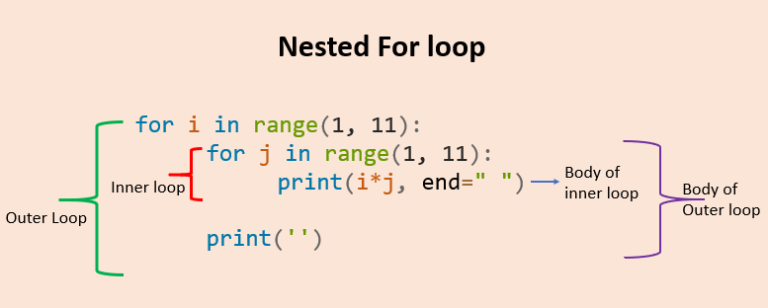 Nested For loop
for i in range(1, 11):
for j in range(1, 11):
print(i*j, end=" ")
Body of
inner loop
Inner loop
Body of
Outer loop
Outer Loop
print('')